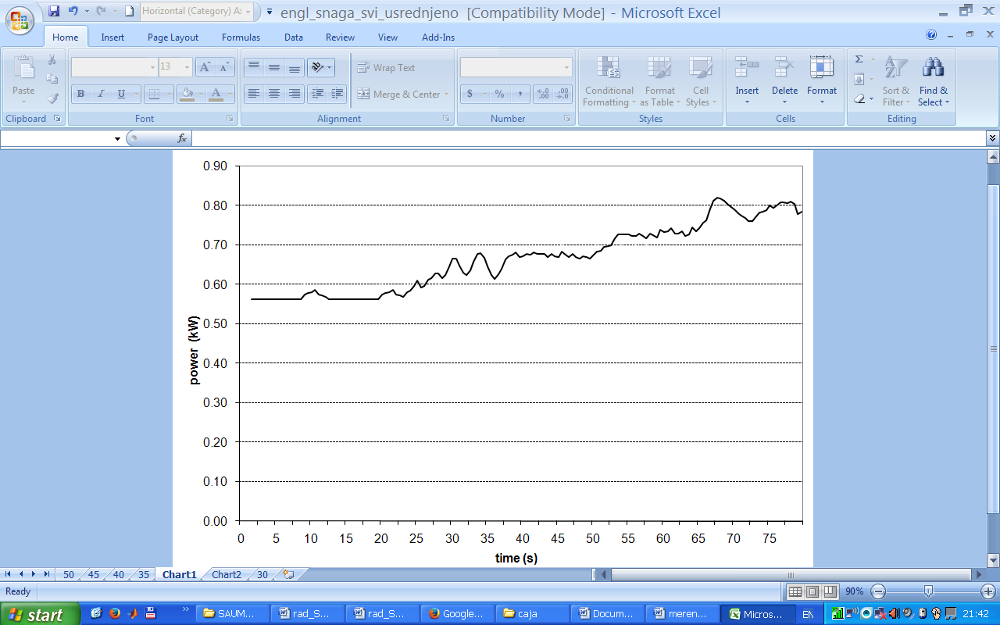 Horizontal (Category) A: engl_snaga_svi_usrednjeno [Compatibility Mode] - Microsoft Excel
Home Insert Page Layout Formulas Data Review View Add-Ins
Paste
13 A A
B I U A
Wrap Text
Merge & Center
$ % , .0 .00 .00 .0
Conditional Formatting
Format as Table
Cell Styles
Insert Delete Format
Σ
Sort & Filter
Find & Select
Clipboard Font Alignment Number Styles Cells Editing
fx
0.90
0.80
0.70
0.60
0.50
0.40
0.30
0.20
0.10
0.00
power (kW)
0 5 10 15 20 25 30 35 40 45 50 55 60 65 70 75
time (s)
50 45 40 35 Chart1 Chart2 30
Ready 90%
start SAUM... rad_S... rad_S... Google... caja Docum... meren... Micros... EN 21:42